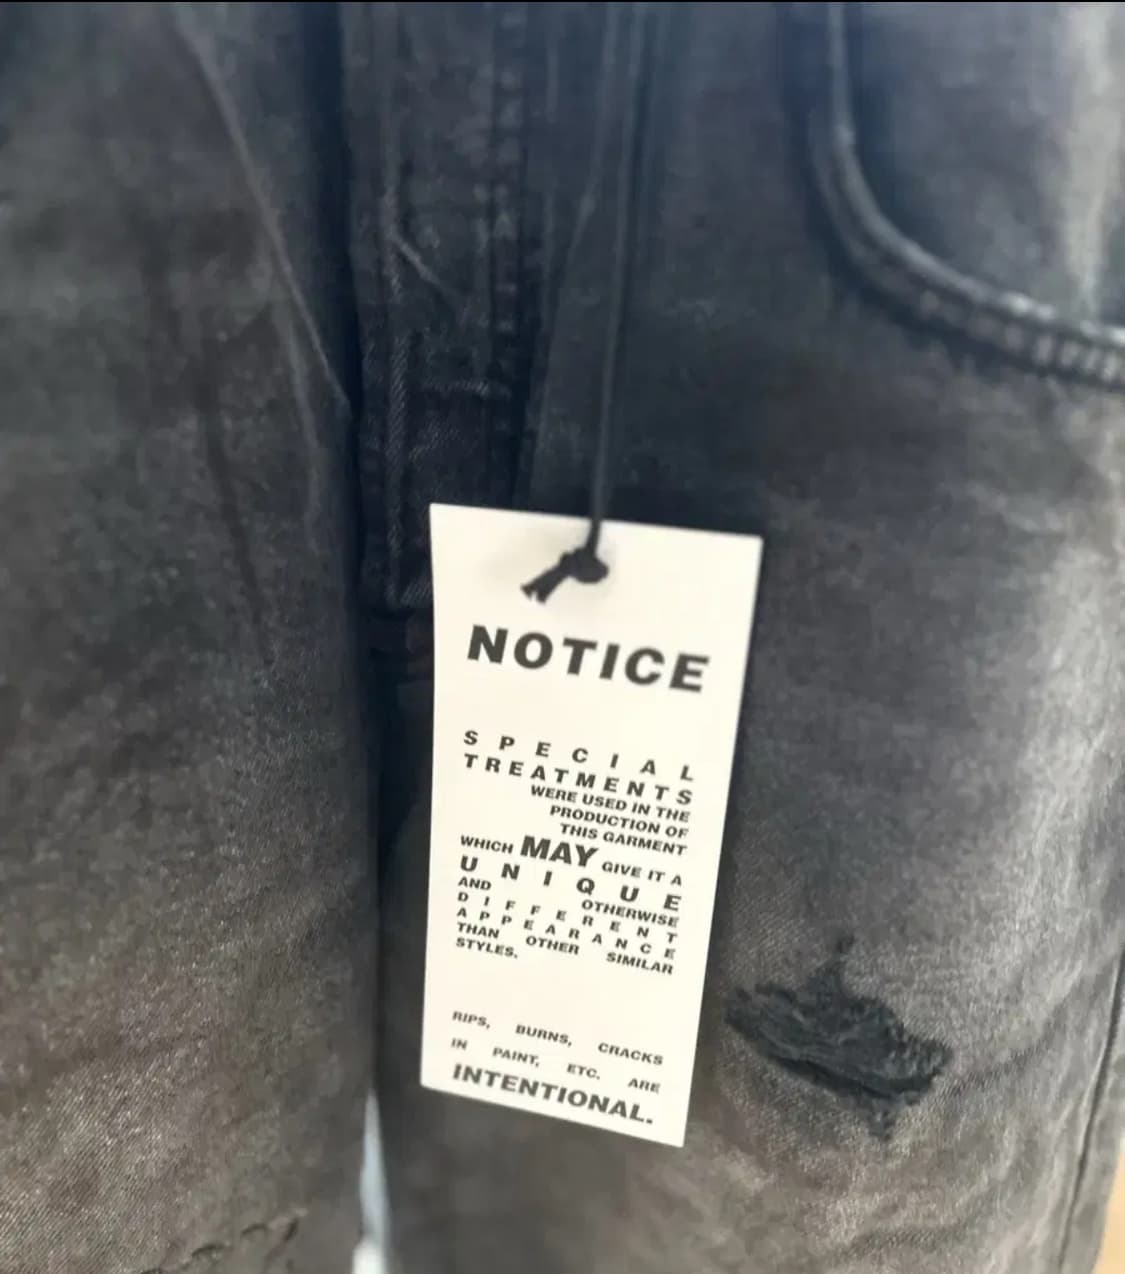 NOTICE
SPECIAL
TREATMENTS
WERE USED IN THE
PRODUCTION OF
THIS GARMENT
WHICH MAY GIVE IT A
UNIQUE
AND OTHERWISE
DIFFERENT
APPEARANCE
THAN OTHER SIMILAR
STYLES.
RIPS, BURNS, CRACKS
IN PAINT, ETC. ARE
INTENTIONAL.